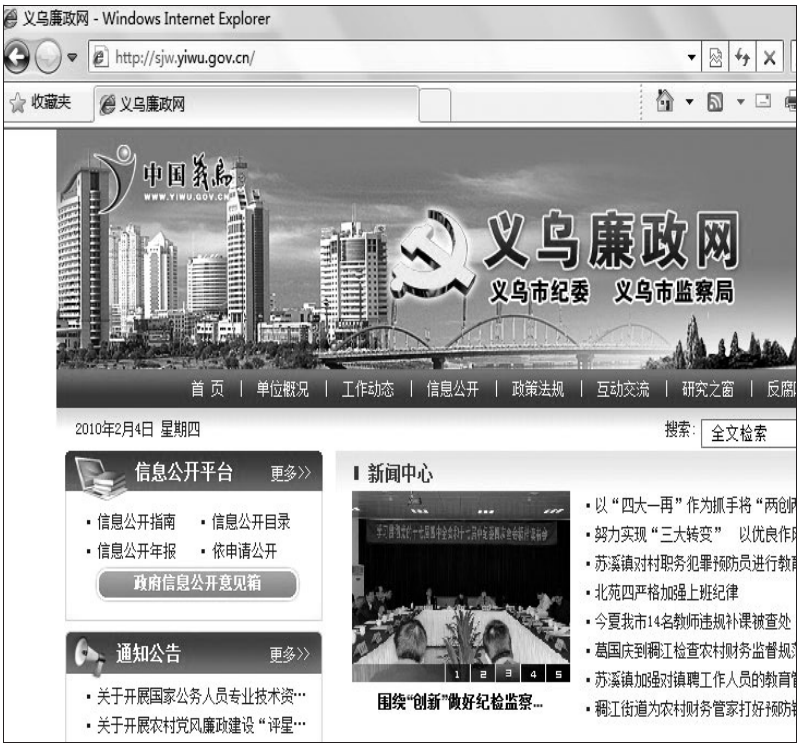 义乌廉政网 - Windows Internet Explorer
http://sjw.yiwu.gov.cn/
收藏夹 义乌廉政网
中国义乌
WWW.YIWU.GOV.CN
义乌廉政网
义乌市纪委 义乌市监察局
首 页 | 单位概况 | 工作动态 | 信息公开 | 政策法规 | 互动交流 | 研究之窗 | 反腐
2010年2月4日 星期四 搜索: 全文检索
信息公开平台 更多>>
· 信息公开指南 · 信息公开目录
· 信息公开年报 · 依申请公开
政府信息公开意见箱
通知公告 更多>>
· 关于开展国家公务人员专业技术资…
· 关于开展农村党风廉政建设“评星…
新闻中心
1 2 3 4 5
围绕“创新”做好纪检监察...
· 以“四大一再”作为抓手将“两创
· 努力实现“三大转变” 以优良作
· 苏溪镇对村职务犯罪预防员进行教
· 北苑四严格加强上班纪律
· 今夏我市14名教师违规补课被查处
· 葛国庆到稠江检查农村财务监督规
· 苏溪镇加强对镇聘工作人员的教育
· 稠江街道为农村财务管家打好预防